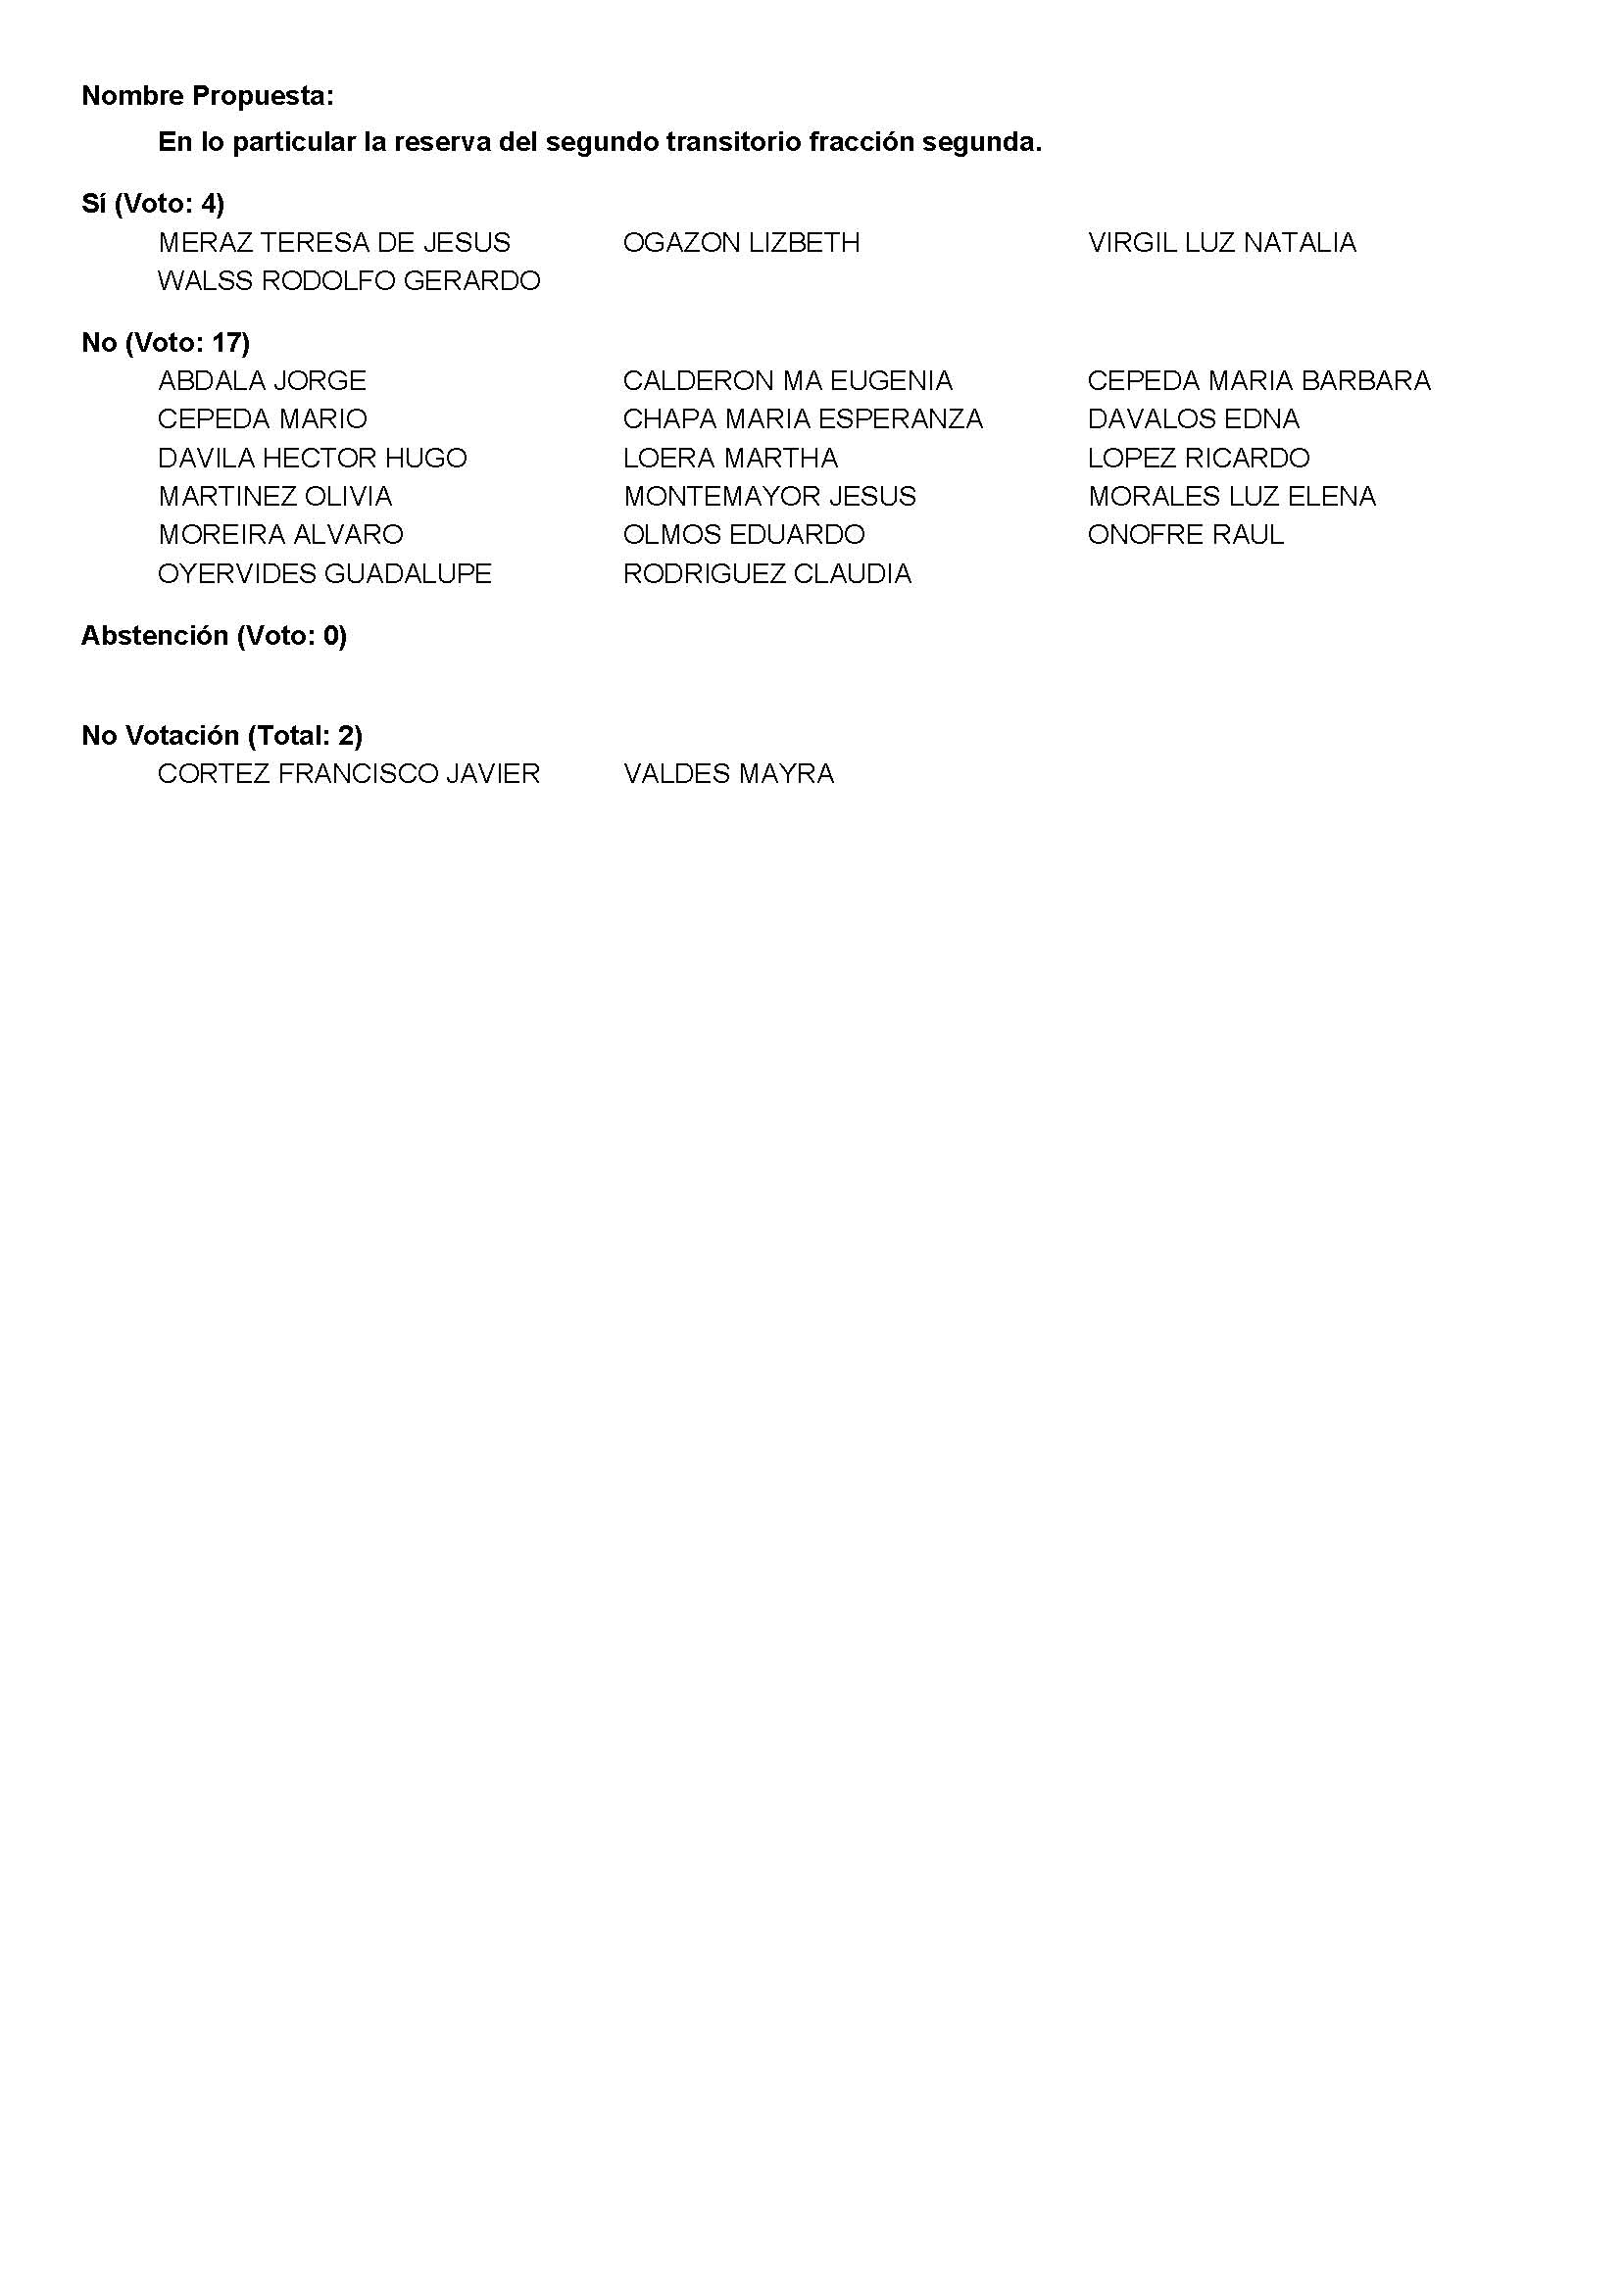 Nombre Propuesta:
En lo particular la reserva del segundo transitorio fracción segunda.
Sí (Voto: 4)
MERAZ TERESA DE JESUS OGAZON LIZBETH VIRGIL LUZ NATALIA
WALSS RODOLFO GERARDO
No (Voto: 17)
ABDALA JORGE CALDERON MA EUGENIA CEPEDA MARIA BARBARA
CEPEDA MARIO CHAPA MARIA ESPERANZA DAVALOS EDNA
DAVILA HECTOR HUGO LOERA MARTHA LOPEZ RICARDO
MARTINEZ OLIVIA MONTEMAYOR JESUS MORALES LUZ ELENA
MOREIRA ALVARO OLMOS EDUARDO ONOFRE RAUL
OYERVIDES GUADALUPE RODRIGUEZ CLAUDIA
Abstención (Voto: 0)
No Votación (Total: 2)
CORTEZ FRANCISCO JAVIER VALDES MAYRA